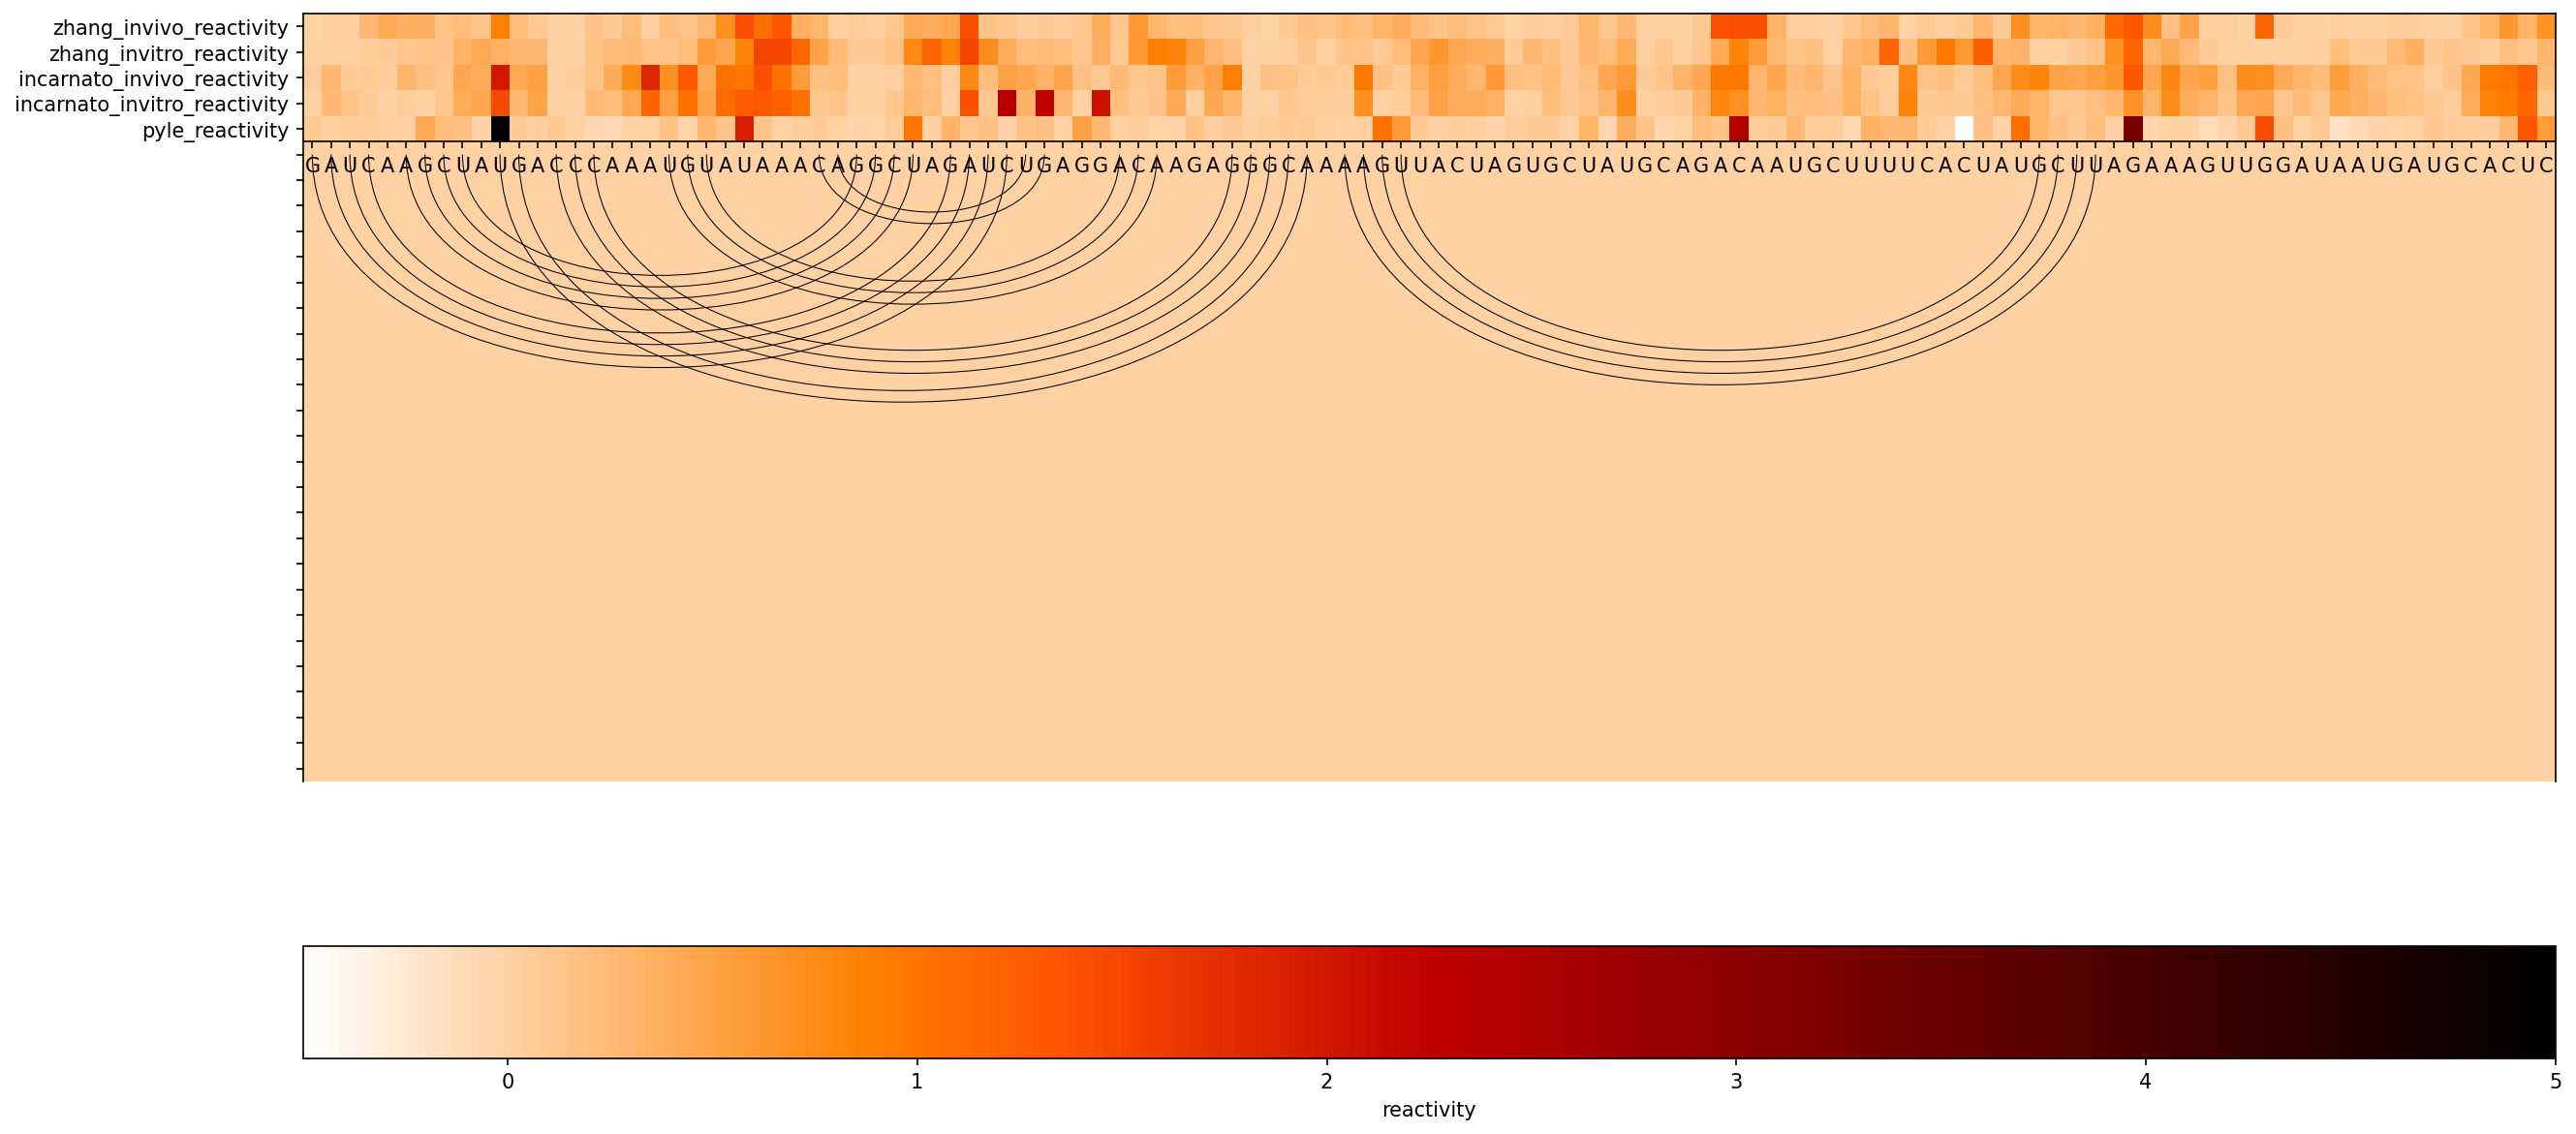 zhang_invivo_reactivity
zhang_invitro_reactivity
incarnato_invivo_reactivity
incarnato_invitro_reactivity
pyle_reactivity
GAUCAAGCUAUGACCCAAAUGUAUAAACAGGCUAGAUCUGAGGACAAGAGGGCAAAAGUUACUAGUGCUAUGCAGACAAUGCUUUUCACUAUGCUUAGAAAGUUGGAUAAUGAUGCACUC
0 1 2 3 4 5
reactivity